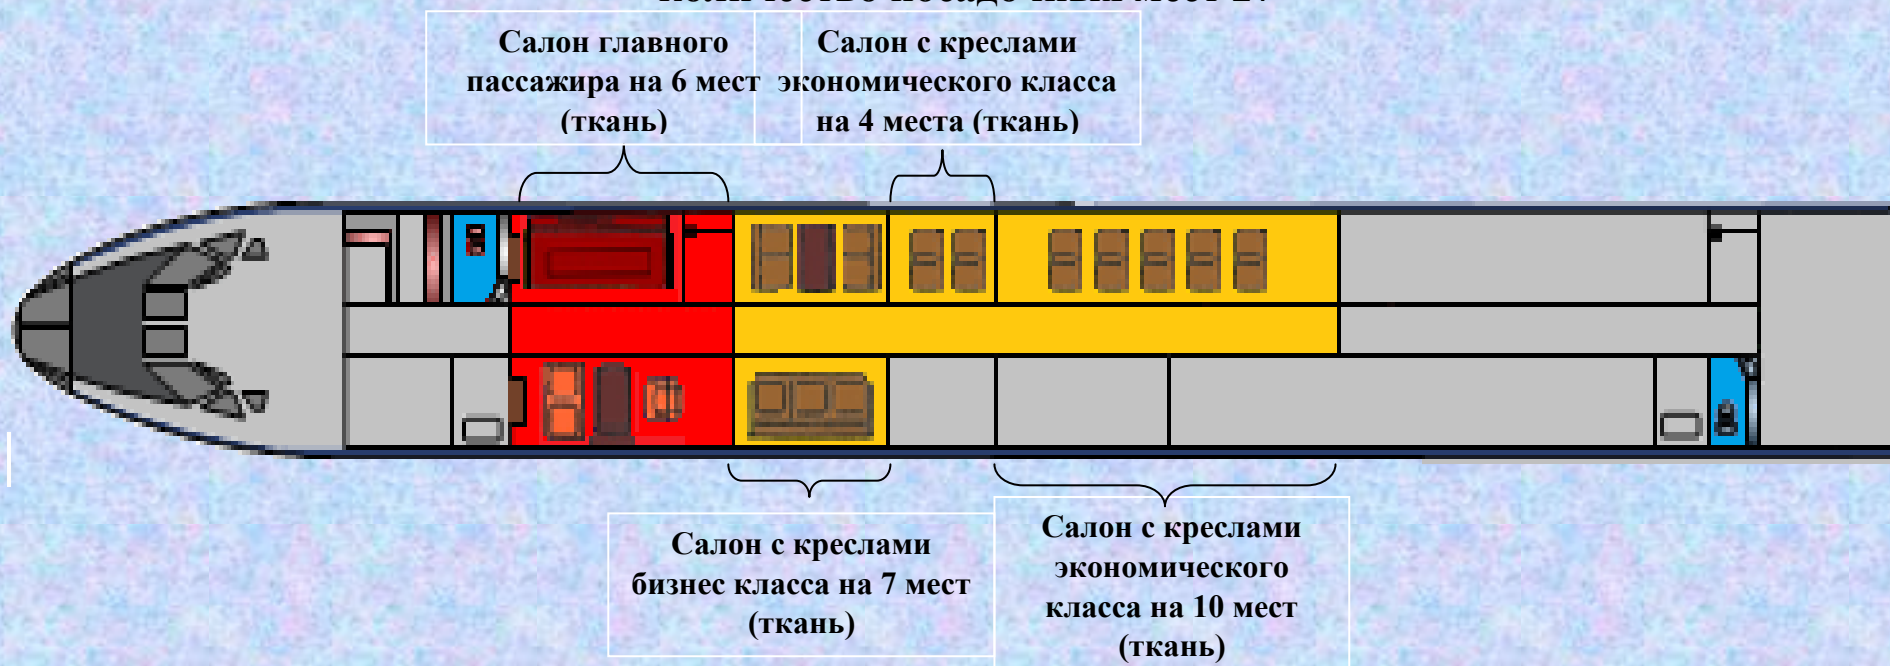 Салон главного
пассажира на 6 мест
(ткань)
Салон с креслами
экономического класса
на 4 места (ткань)
Салон с креслами
бизнес класса на 7 мест
(ткань)
Салон с креслами
экономического
класса на 10 мест
(ткань)